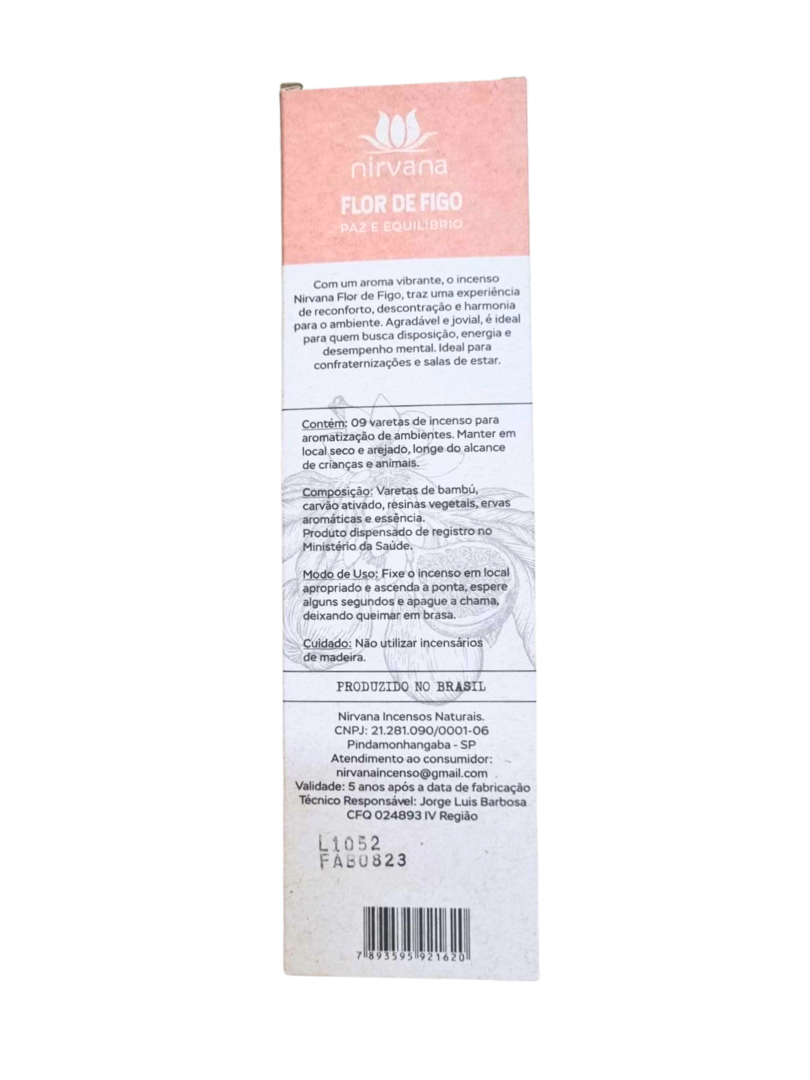 nirvana
FLOR DE FIGO
PAZ E EQUILÍBRIO
Com um aroma vibrante, o incenso
Nirvana Flor de Figo, traz uma experiência
de reconforto, descontração e harmonia
para o ambiente. Agradável e jovial, é ideal
para quem busca disposição, energia e
desempenho mental. Ideal para
confraternizações e salas de estar.
Contém: 09 varetas de incenso para
aromatização de ambientes. Manter em
local seco e arejado, longe do alcance
de crianças e animais.
Composição: Varetas de bambú,
carvão ativado, resinas vegetais, ervas
aromáticas e essência.
Produto dispensado de registro no
Ministério da Saúde.
Modo de Uso: Fixe o incenso em local
apropriado e ascenda a ponta, espere
alguns segundos e apague a chama,
deixando queimar em brasa.
Cuidado: Não utilizar incensários
de madeira.
PRODUZIDO NO BRASIL
Nirvana Incensos Naturais.
CNPJ: 21.281.090/0001-06
Pindamonhangaba - SP
Atendimento ao consumidor:
nirvanaincenso@gmail.com
Validade: 5 anos após a data de fabricação
Técnico Responsável: Jorge Luis Barbosa
CFQ 024893 IV Região
L1052
FAB0823
7 893595 921620